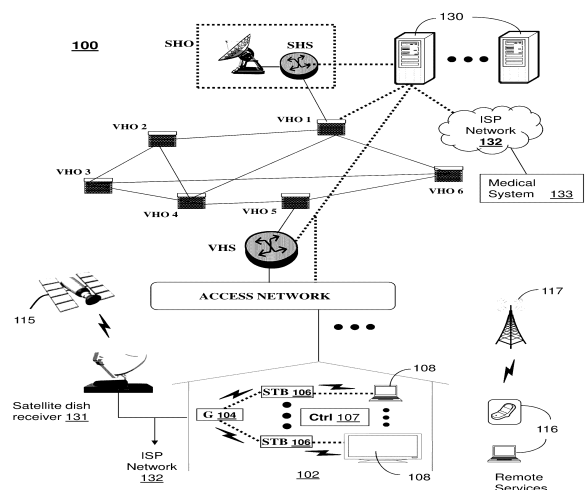 130
100
SHO
SHS
ISP
Network
132
VHO 1
VHO 2
VHO 3
VHO 4
VHO 5
VHO 6
Medical
System 133
VHS
ACCESS NETWORK
115
117
108
STB 106
G 104
Ctrl 107
STB 106
Satellite dish
receiver 131
116
ISP
Network
132
102
108
Remote
Services